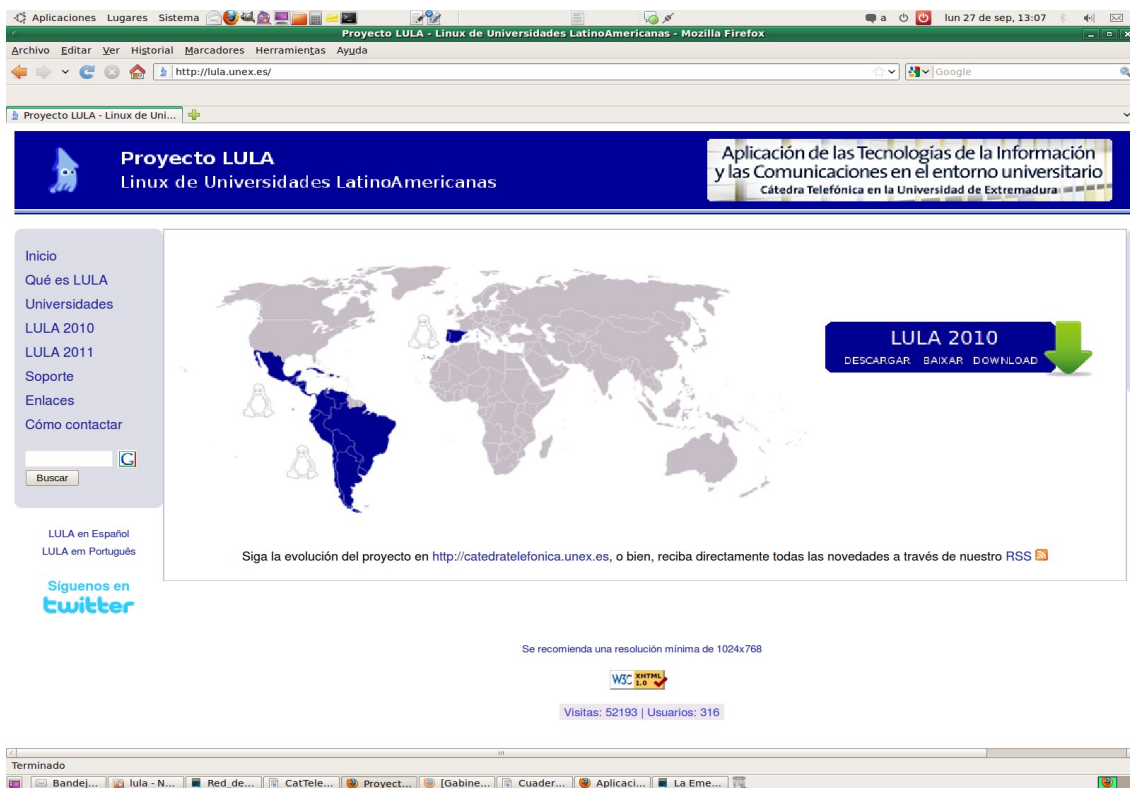 Aplicaciones Lugares Sistema a lun 27 de sep, 13:07
Proyecto LULA - Linux de Universidades LatinoAmericanas - Mozilla Firefox
Archivo Editar Ver Historial Marcadores Herramientas Ayuda
http://lula.unex.es/ Google
Proyecto LULA - Linux de Uni...
Proyecto LULA
Linux de Universidades LatinoAmericanas
Aplicación de las Tecnologías de la Información
y las Comunicaciones en el entorno universitario
Cátedra Telefónica en la Universidad de Extremadura
Inicio
Qué es LULA
Universidades
LULA 2010
LULA 2011
Soporte
Enlaces
Cómo contactar
G
Buscar
LULA en Español
LULA em Português
Síguenos en
twitter
LULA 2010
DESCARGAR BAIXAR DOWNLOAD
Siga la evolución del proyecto en http://catedratelefonica.unex.es, o bien, reciba directamente todas las novedades a través de nuestro RSS
Se recomienda una resolución mínima de 1024x768
W3C XHTML 1.0
Visitas: 52193 | Usuarios: 316
Terminado
Bandej... lula - N... Red_de... CatTele... Proyect... [Gabine... Cuader... Aplicaci... La Eme...